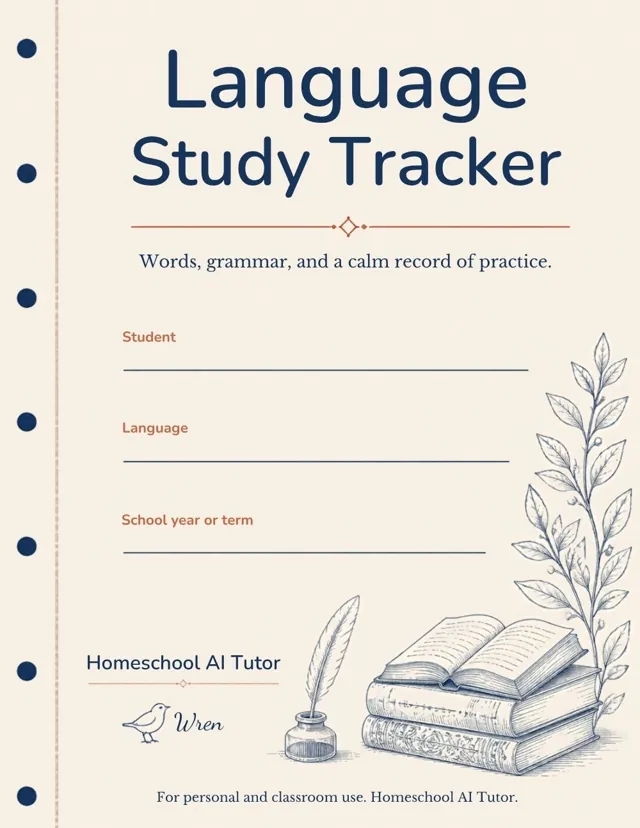 Language
Study Tracker
Words, grammar, and a calm record of practice.
Student
Language
School year or term
Homeschool AI Tutor
Wren
For personal and classroom use. Homeschool AI Tutor.